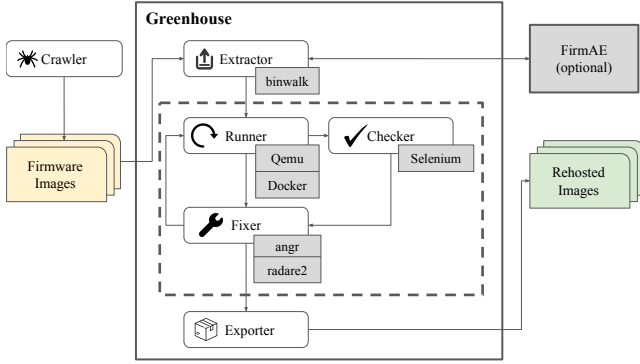 Greenhouse
Crawler
Extractor
binwalk
FirmAE
(optional)
Runner
Qemu
Docker
Checker
Selenium
Firmware
Images
Rehosted
Images
Fixer
angr
radare2
Exporter